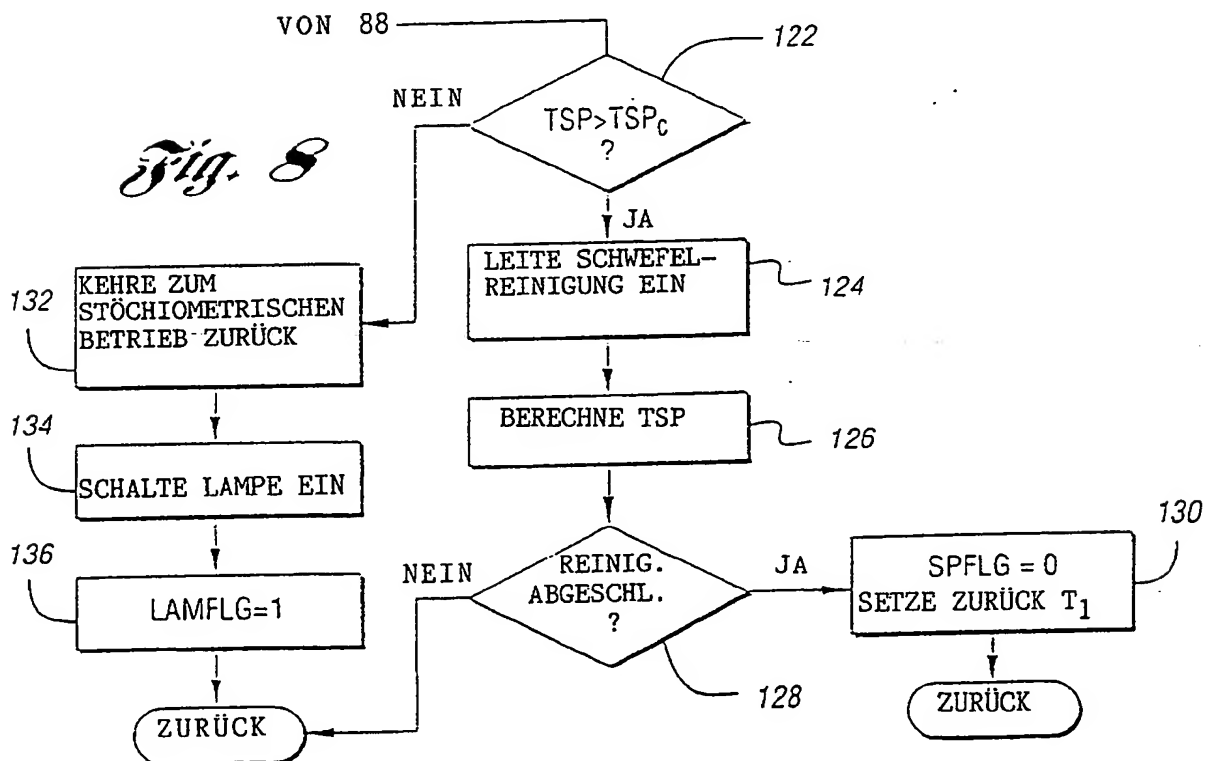 VON 88
122
NEIN
TSP>TSPC
?
Fig. 8
JA
LEITE SCHWEFEL-
REINIGUNG EIN
124
132
KEHRE ZUM
STÖCHIOMETRISCHEN
BETRIEB ZURÜCK
BERECHNE TSP
126
134
SCHALTE LAMPE EIN
136
LAMFLG=1
NEIN
REINIG.
ABGESCHL.
?
JA
128
130
SPFLG = 0
SETZE ZURÜCK T1
ZURÜCK
ZURÜCK